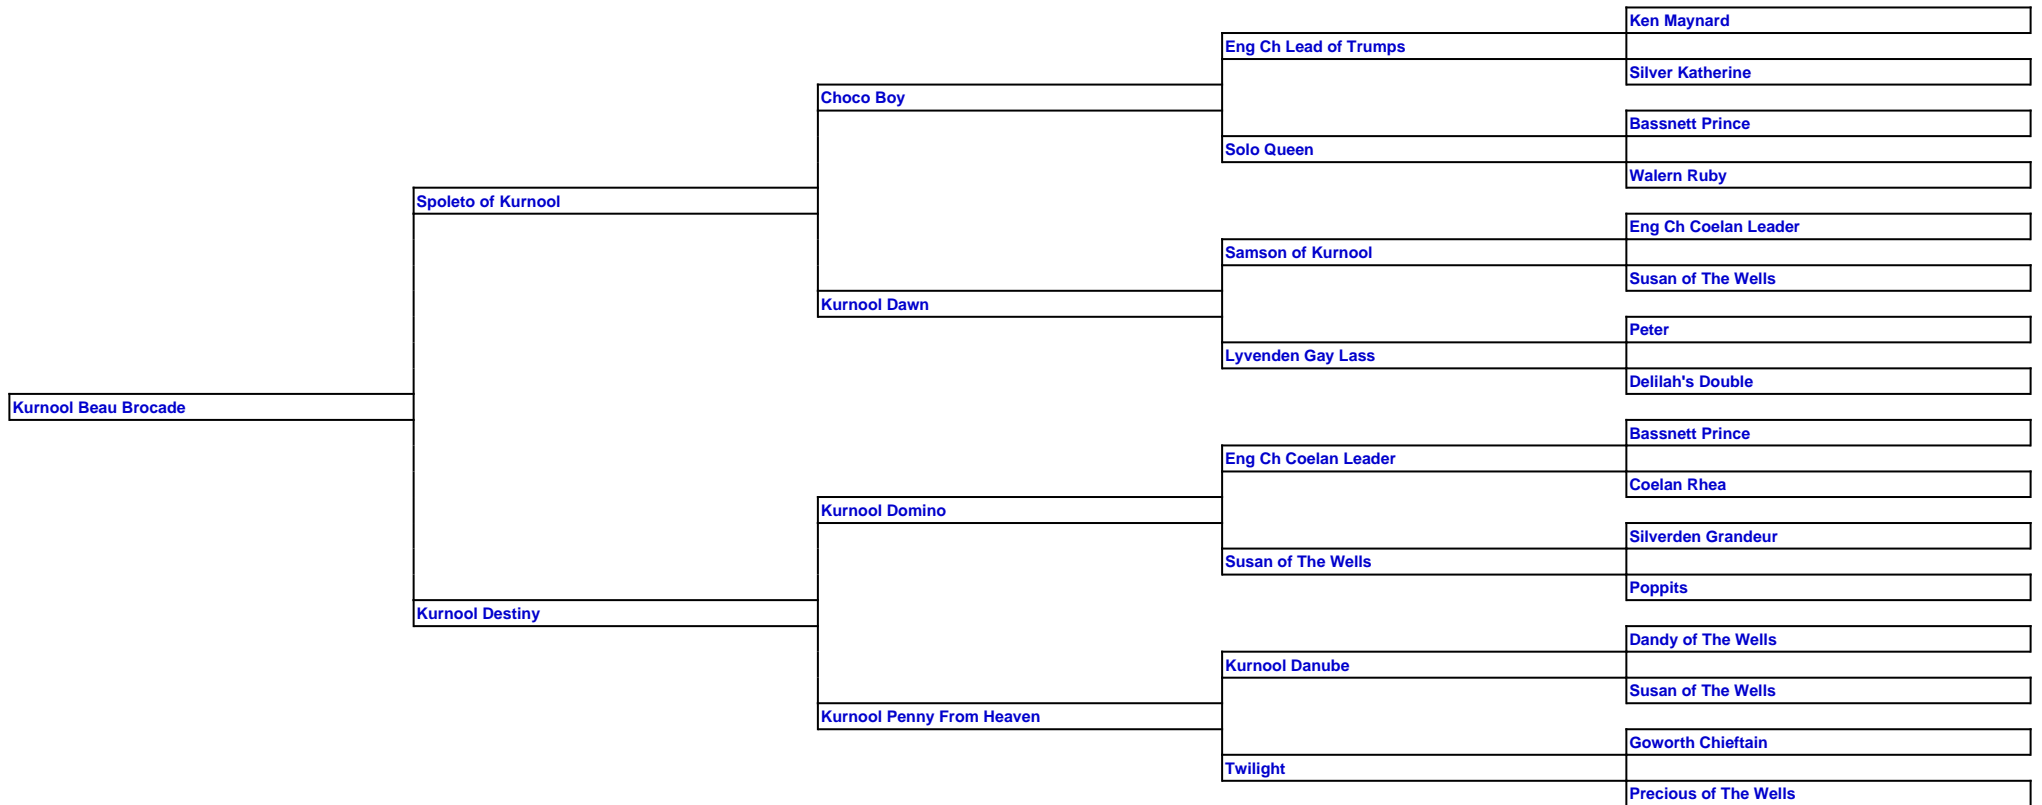 Ken Maynard
Eng Ch Lead of Trumps
Silver Katherine
Choco Boy
Bassnett Prince
Solo Queen
Walern Ruby
Spoleto of Kurnool
Eng Ch Coelan Leader
Samson of Kurnool
Susan of The Wells
Kurnool Dawn
Peter
Lyvenden Gay Lass
Delilah's Double
Kurnool Beau Brocade
Bassnett Prince
Eng Ch Coelan Leader
Coelan Rhea
Kurnool Domino
Silverden Grandeur
Susan of The Wells
Poppits
Kurnool Destiny
Dandy of The Wells
Kurnool Danube
Susan of The Wells
Kurnool Penny From Heaven
Goworth Chieftain
Twilight
Precious of The Wells